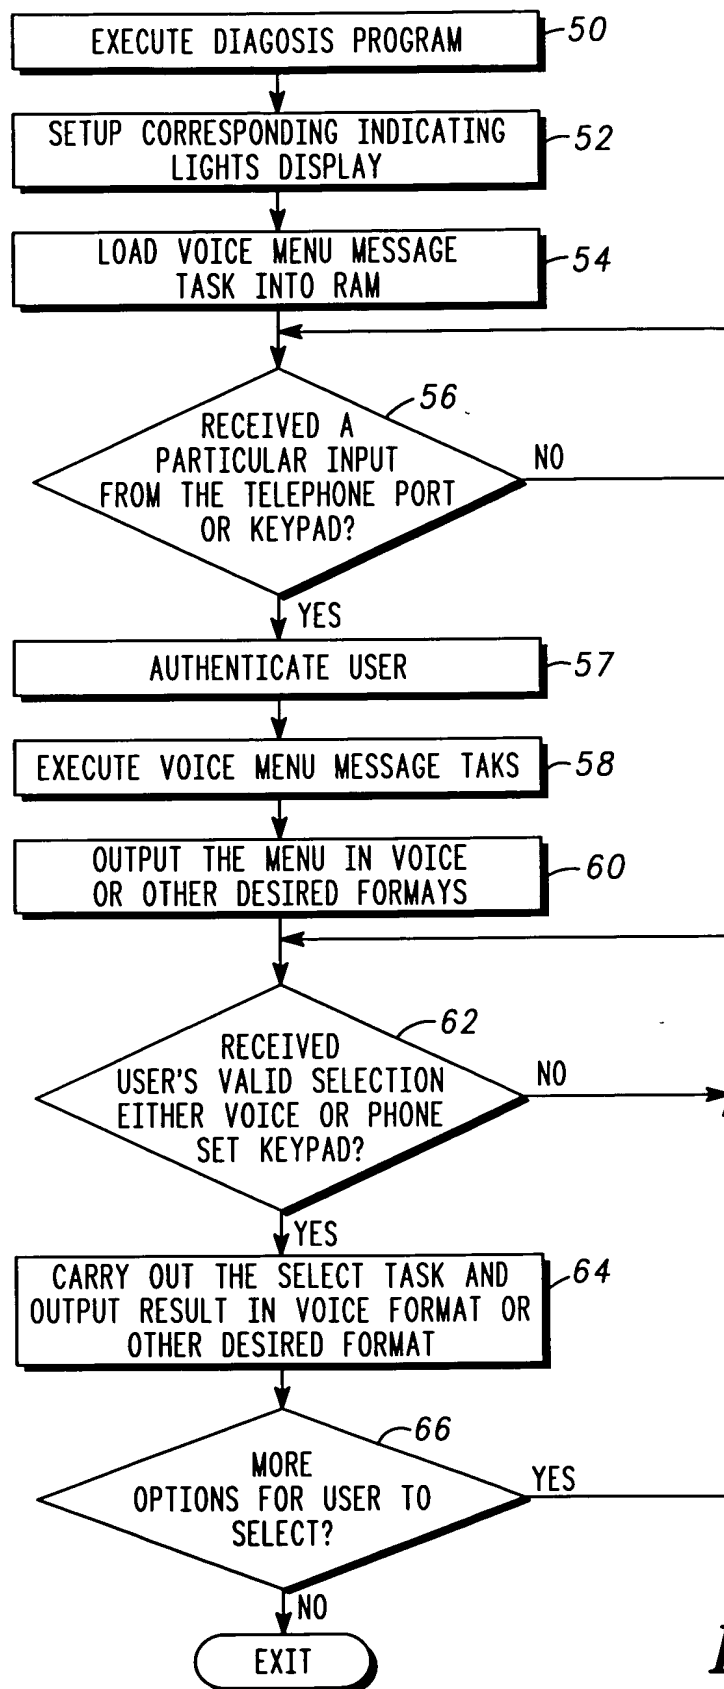 EXECUTE DIAGOSIS PROGRAM
50
SETUP CORRESPONDING INDICATING
LIGHTS DISPLAY
52
LOAD VOICE MENU MESSAGE
TASK INTO RAM
54
56
RECEIVED A
PARTICULAR INPUT
FROM THE TELEPHONE PORT
OR KEYPAD?
NO
YES
AUTHENTICATE USER
57
EXECUTE VOICE MENU MESSAGE TAKS
58
OUTPUT THE MENU IN VOICE
OR OTHER DESIRED FORMAYS
60
62
RECEIVED
USER'S VALID SELECTION
EITHER VOICE OR PHONE
SET KEYPAD?
NO
YES
CARRY OUT THE SELECT TASK AND
OUTPUT RESULT IN VOICE FORMAT OR
OTHER DESIRED FORMAT
64
66
MORE
OPTIONS FOR USER TO
SELECT?
YES
NO
EXIT